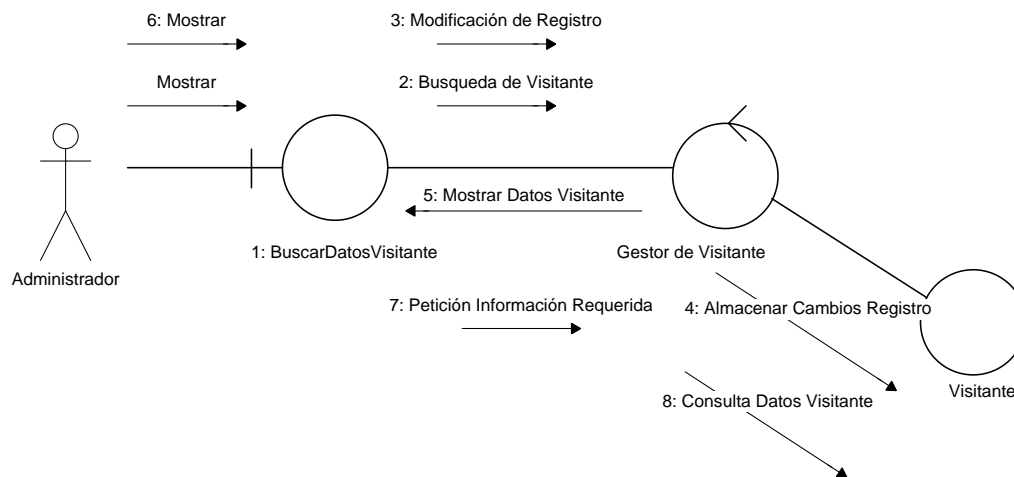 6: Mostrar
3: Modificación de Registro
Mostrar
2: Busqueda de Visitante
5: Mostrar Datos Visitante
1: BuscarDatosVisitante
Gestor de Visitante
Administrador
7: Petición Información Requerida
4: Almacenar Cambios Registro
Visitante
8: Consulta Datos Visitante